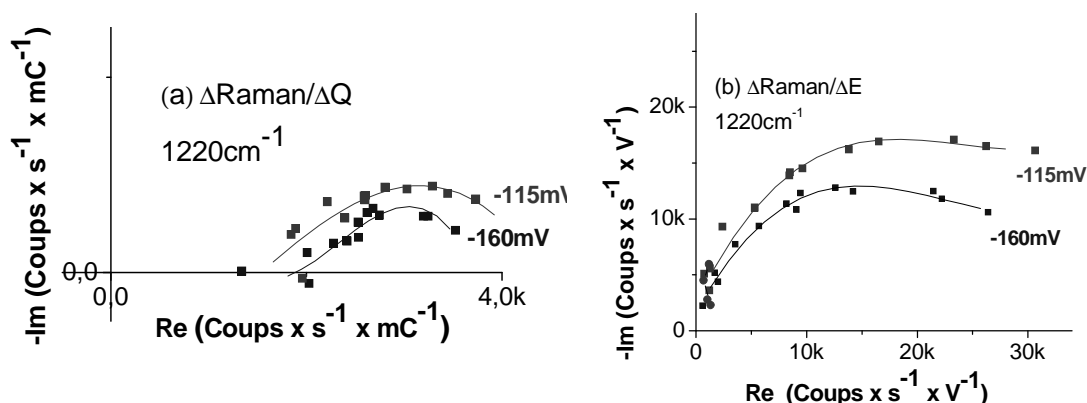 (a) ΔRaman/ΔQ
1220cm⁻¹
-Im (Coups x s⁻¹ x mC⁻¹)
-115mV
-160mV
0,0
0,0
4,0k
Re (Coups x s⁻¹ x mC⁻¹)
(b) ΔRaman/ΔE
1220cm⁻¹
-Im (Coups x s⁻¹ x V⁻¹)
20k
10k
0
-115mV
-160mV
0
10k
20k
30k
Re (Coups x s⁻¹ x V⁻¹)